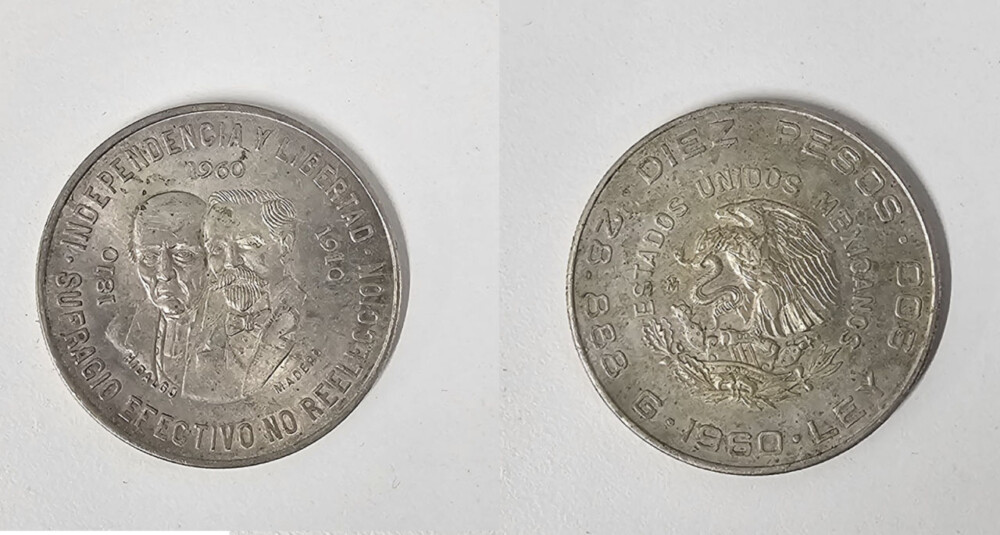 · INDEPENDENCIA Y LIBERTAD ·
SUFRAGIO EFECTIVO NO REELECCION
1960
1810
1910
HIDALGO
MADERO
DIEZ PESOS ·
28.888 G · 1960 · LEY 900
ESTADOS UNIDOS MEXICANOS